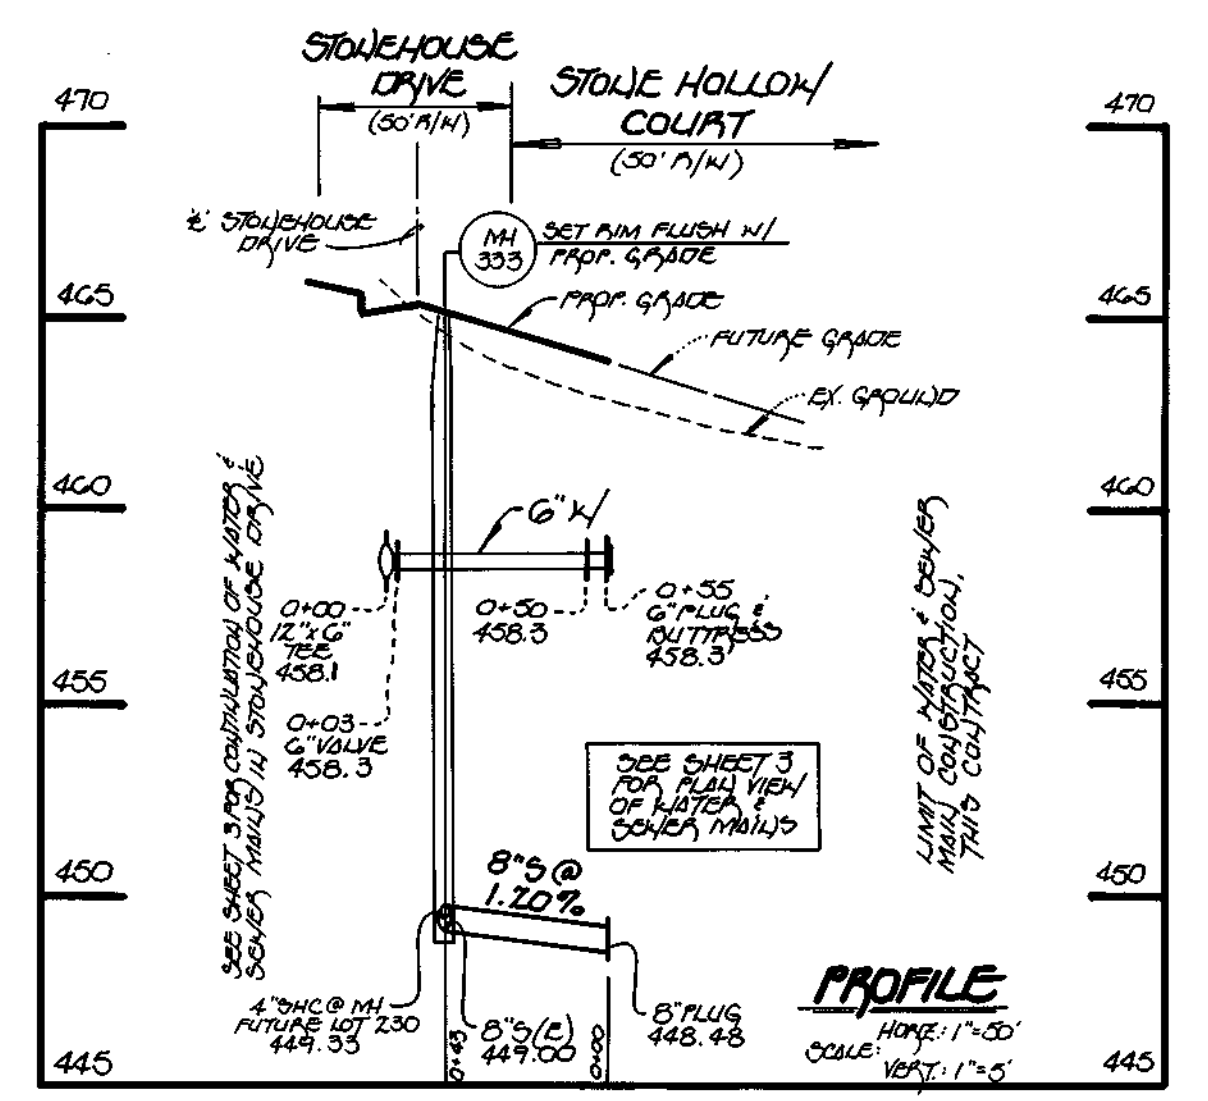 STONEHOUSE
DRIVE
(50' R/W)
STONE HOLLOW
COURT
(50' R/W)
470
470
℄ STONEHOUSE
DRIVE
MH
333
SET RIM FLUSH W/
PROP. GRADE
465
465
PROP. GRADE
FUTURE GRADE
EX. GROUND
460
460
6" W
SEE SHEET 3 FOR CONTINUATION OF WATER &
SEWER MAINS IN STONEHOUSE DRIVE
0+00
12"x6"
TEE
458.1
0+03
6" VALVE
458.3
0+50
458.3
0+55
6" PLUG &
BUTTRESS
458.3
LIMIT OF WATER & SEWER
MAIN CONSTRUCTION,
THIS CONTRACT
455
455
SEE SHEET 3
FOR PLAN VIEW
OF WATER &
SEWER MAINS
450
450
8"S @
1.20%
4"SHC @ MH
FUTURE LOT 230
449.33
8"S(E)
449.00
0+43
0+00
8" PLUG
448.48
PROFILE
SCALE:
HORZ.: 1"=50'
VERT.: 1"=5'
445
445